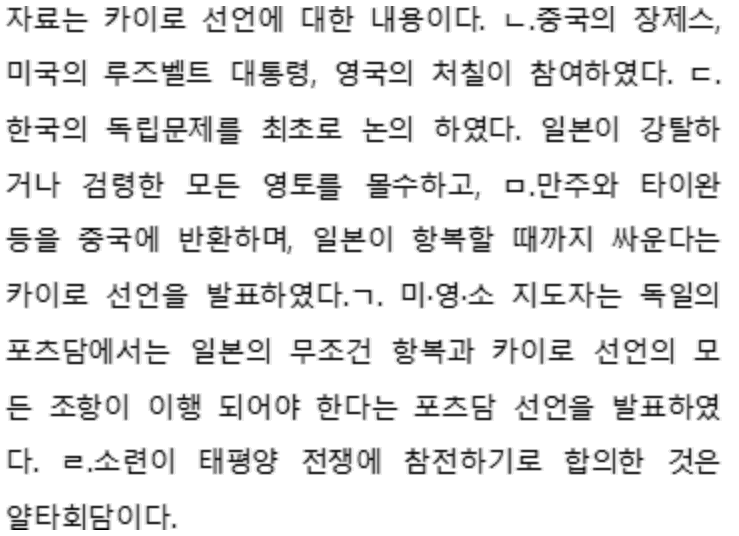 자료는 카이로 선언에 대한 내용이다. ㄴ.중국의 장제스,
미국의 루즈벨트 대통령, 영국의 처칠이 참여하였다. ㄷ.
한국의 독립문제를 최초로 논의 하였다. 일본이 강탈하
거나 검령한 모든 영토를 몰수하고, ㅁ.만주와 타이완
등을 중국에 반환하며, 일본이 항복할 때까지 싸운다는
카이로 선언을 발표하였다.ㄱ. 미·영·소 지도자는 독일의
포츠담에서는 일본의 무조건 항복과 카이로 선언의 모
든 조항이 이행 되어야 한다는 포츠담 선언을 발표하였
다. ㄹ.소련이 태평양 전쟁에 참전하기로 합의한 것은
얄타회담이다.